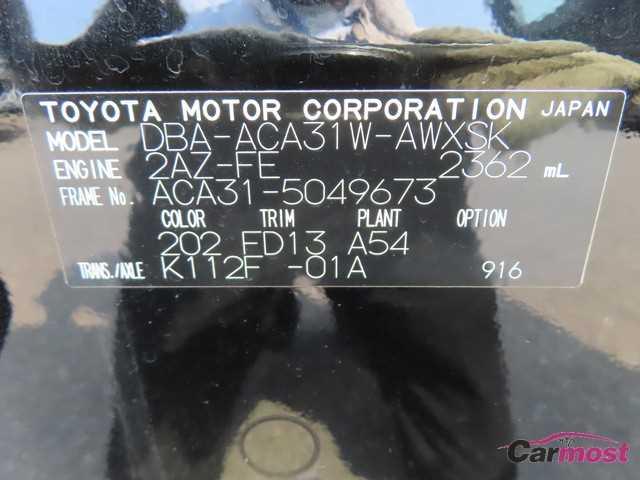 TOYOTA MOTOR CORPORATION JAPAN
MODEL DBA-ACA31W-AWXSK
ENGINE 2AZ-FE 2362 mL
FRAME No. ACA31-5049673
COLOR TRIM PLANT OPTION
202 FD13 A54
TRANS./AXLE K112F -01A 916
Carmost